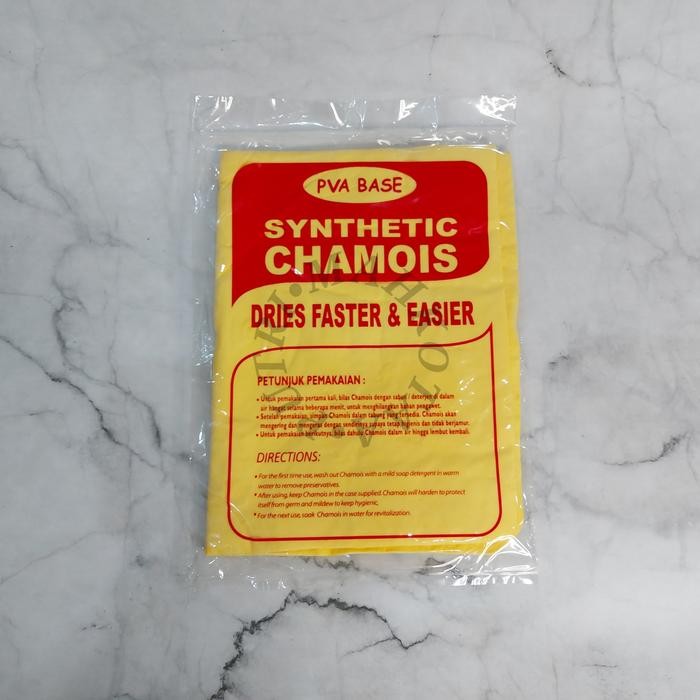 PVA BASE
SYNTHETIC
CHAMOIS
DRIES FASTER & EASIER
PETUNJUK PEMAKAIAN :
• Untuk pemakaian pertama kali, bilas Chamois dengan sabun / deterjen di dalam
air hangat selama beberapa menit, untuk menghilangkan bahan pengawet.
• Setelah pemakaian, simpan Chamois dalam tabung yang tersedia. Chamois akan
mengering dan mengeras dengan sendirinya supaya tetap higienis dan tidak berjamur.
• Untuk pemakaian berikutnya, dahului Chamois dalam air hingga lembut kembali.
DIRECTIONS:
• For the first time use, wash out Chamois with a mild soap detergent in warm
water to remove preservatives.
• After using, keep Chamois in the case supplied. Chamois will harden to protect
itself from germ and mildew to keep hygienic.
• For the next use, soak Chamois in water for revitalization.